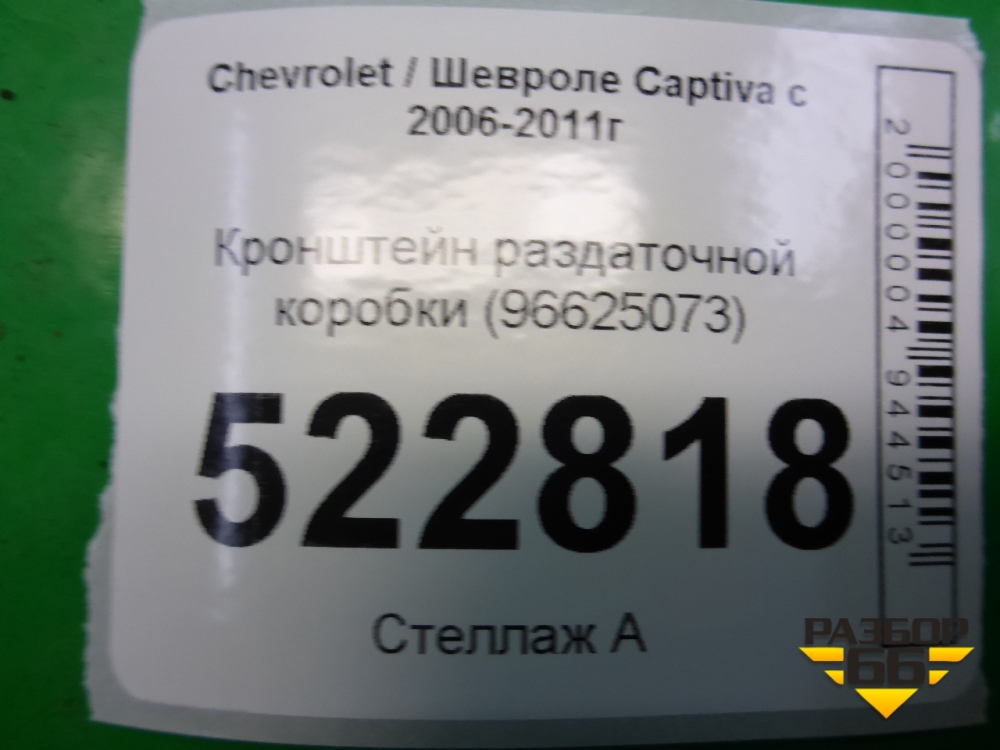 Chevrolet / Шевроле Captiva с
2006-2011г
Кронштейн раздаточной
коробки (96625073)
522818
Стеллаж А
2000004944513
РАЗБОР
66